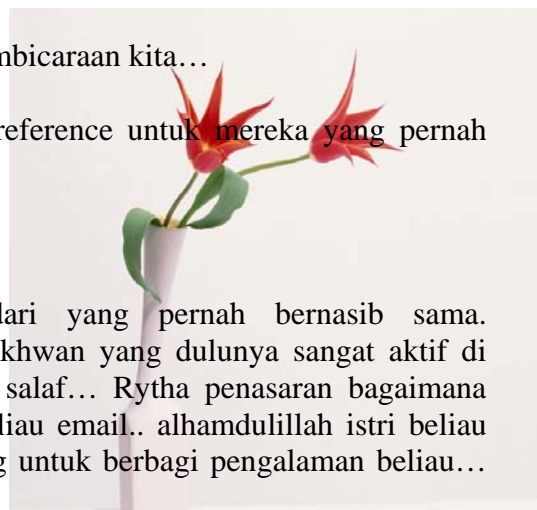 mbicaraan kita…
reference untuk mereka yang pernah
dari yang pernah bernasib sama.
khwan yang dulunya sangat aktif di
salaf… Rytha penasaran bagaimana
liau email.. alhamdulillah istri beliau
g untuk berbagi pengalaman beliau…